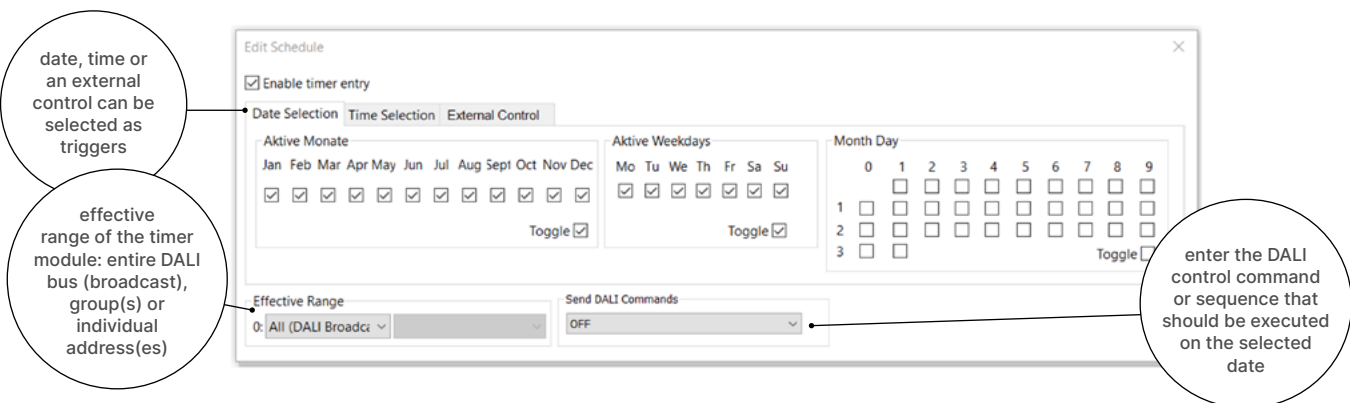 date, time or
an external
control can be
selected as
triggers
effective
range of the timer
module: entire DALI
bus (broadcast),
group(s) or
individual
address(es)
Edit Schedule
Enable timer entry
Date Selection Time Selection External Control
Aktive Monate
Jan Feb Mar Apr May Jun Jul Aug Sept Oct Nov Dec
Toggle
Aktive Weekdays
Mo Tu We Th Fr Sa Su
Toggle
Month Day
0 1 2 3 4 5 6 7 8 9
1
2
3
Toggle
Effective Range
0: All (DALI Broadca
Send DALI Commands
OFF
enter the DALI
control command
or sequence that
should be executed
on the selected
date